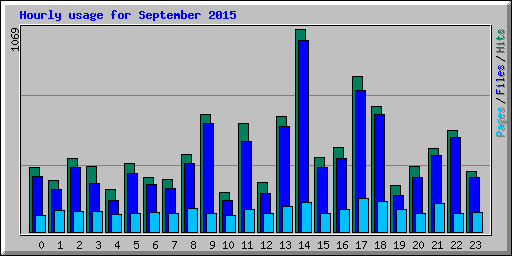 Hourly usage for September 2015
1069
Pages/Files/Hits
0 1 2 3 4 5 6 7 8 9 10 11 12 13 14 15 16 17 18 19 20 21 22 23